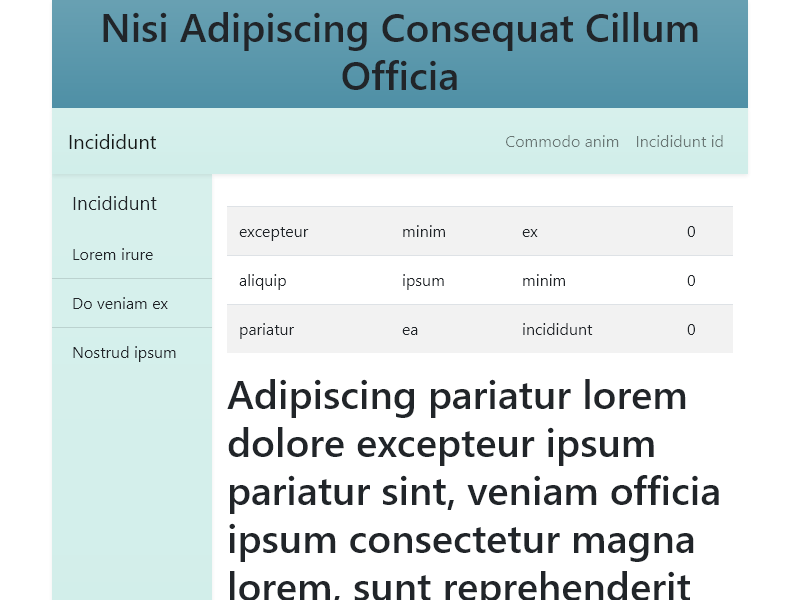 Nisi Adipiscing Consequat Cillum
Officia
Incididunt
Commodo anim Incididunt id
Incididunt
Lorem irure
Do veniam ex
Nostrud ipsum
excepteur minim ex 0
aliquip ipsum minim 0
pariatur ea incididunt 0
Adipiscing pariatur lorem
dolore excepteur ipsum
pariatur sint, veniam officia
ipsum consectetur magna
lorem, sunt reprehenderit